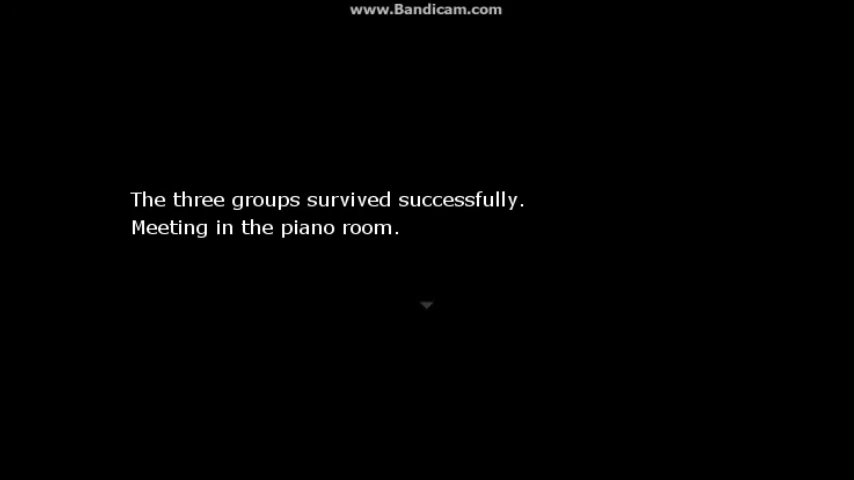 www.Bandicam.com
The three groups survived successfully.
Meeting in the piano room.